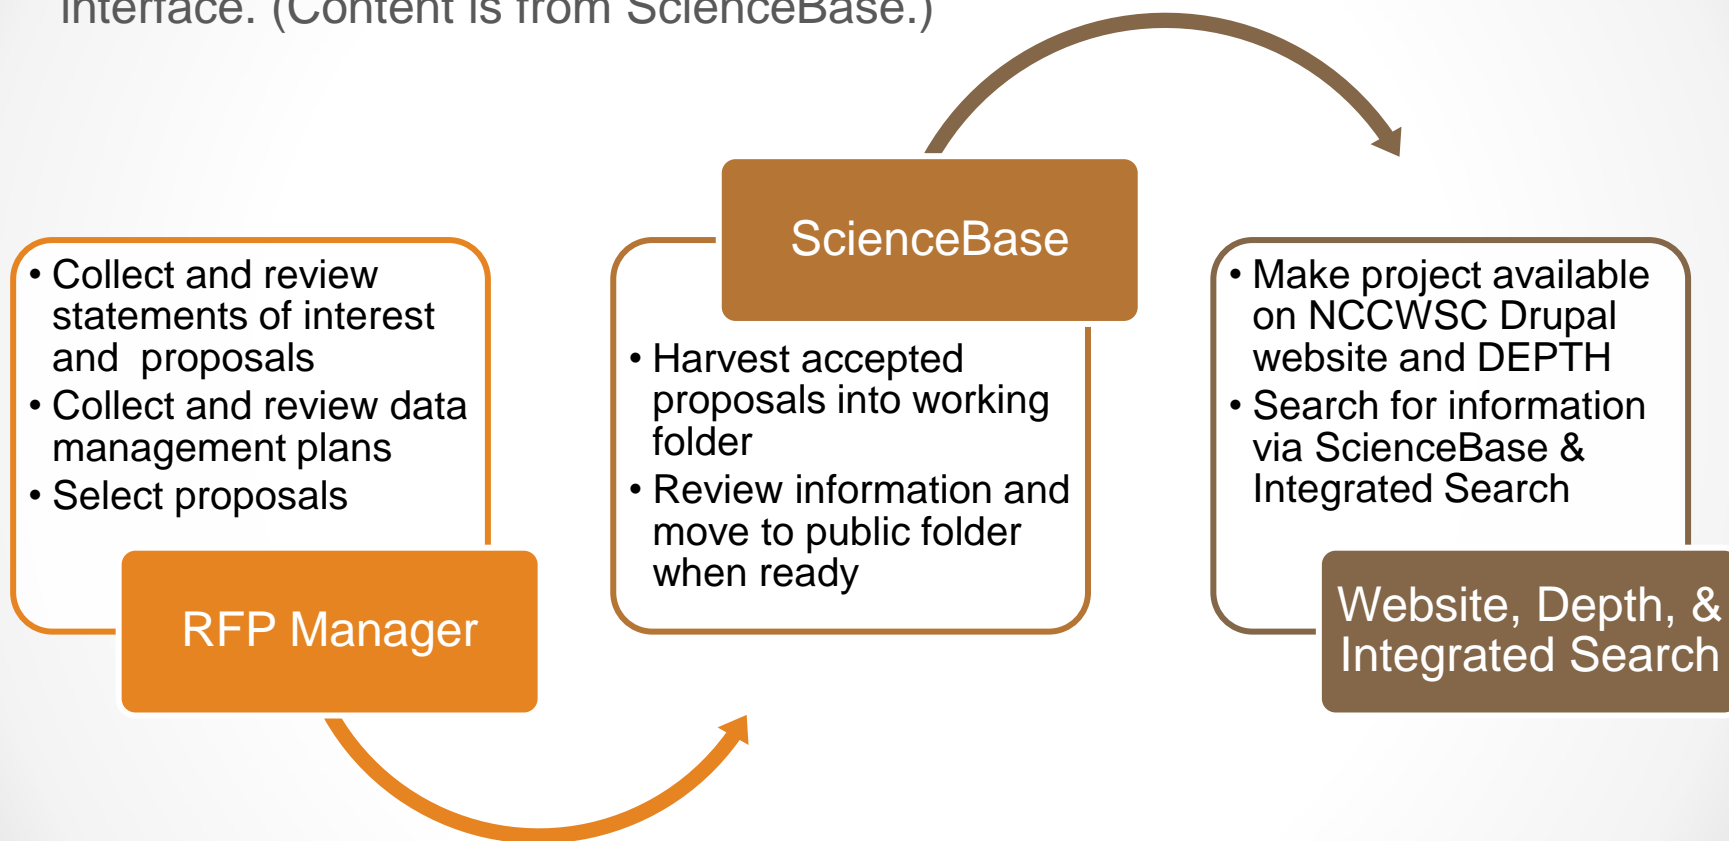 interface. (Content is from ScienceBase.)
• Collect and review
statements of interest
and  proposals
• Collect and review data
management plans
• Select proposals
RFP Manager
ScienceBase
• Harvest accepted
proposals into working
folder
• Review information and
move to public folder
when ready
• Make project available
on NCCWSC Drupal
website and DEPTH
• Search for information
via ScienceBase &
Integrated Search
Website, Depth, &
Integrated Search